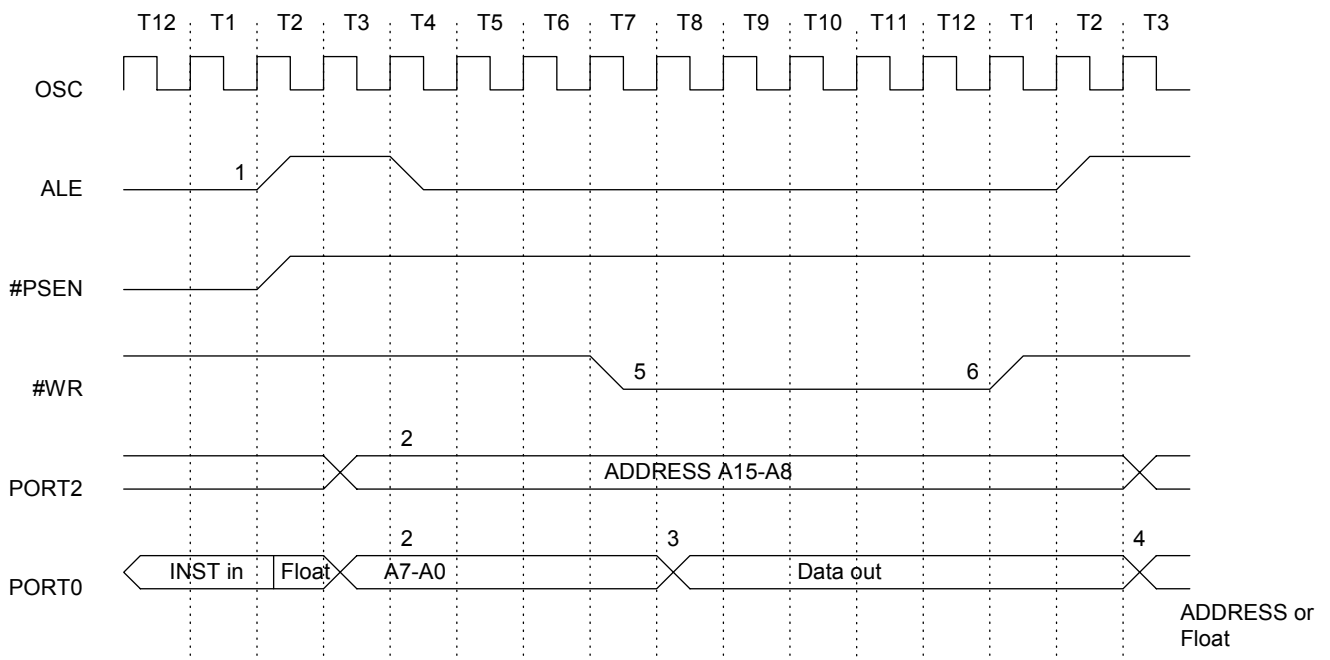 T12 T1 T2 T3 T4 T5 T6 T7 T8 T9 T10 T11 T12 T1 T2 T3
OSC
1
ALE
#PSEN
5 6
#WR
2
ADDRESS A15-A8
PORT2
2 3 4
INST in Float A7-A0 Data out
PORT0
ADDRESS or
Float